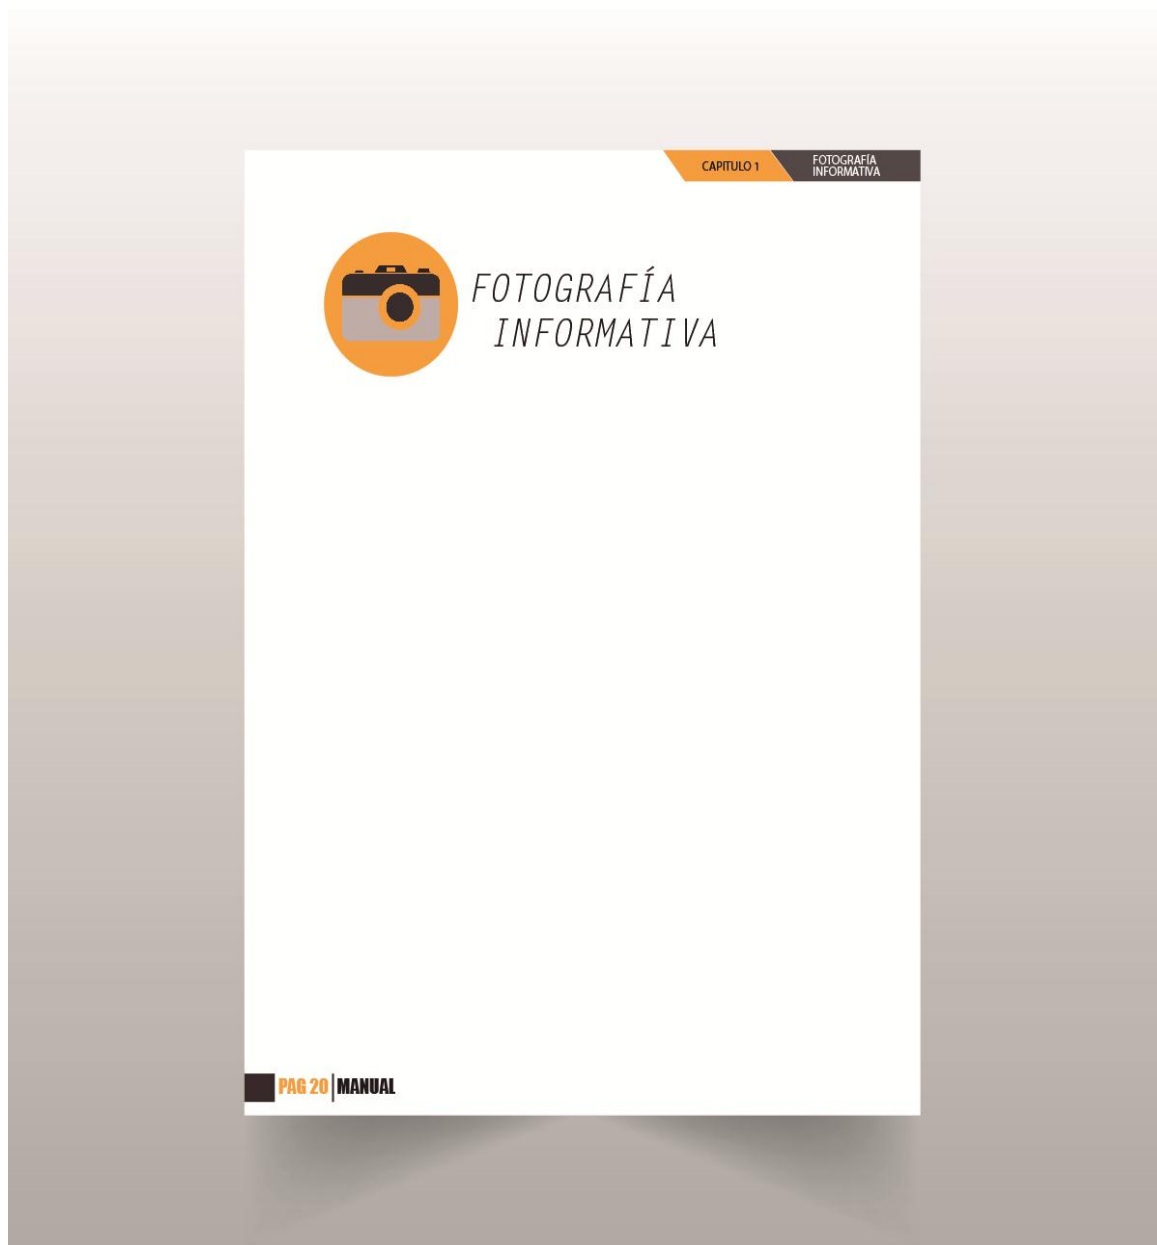 CAPITULO 1
FOTOGRAFÍA
INFORMATIVA
FOTOGRAFÍA
INFORMATIVA
PAG 20 MANUAL